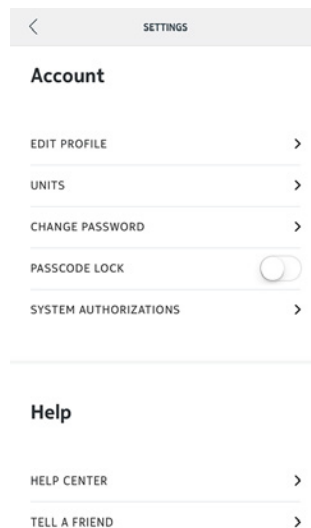 SETTINGS
Account
EDIT PROFILE
UNITS
CHANGE PASSWORD
PASSCODE LOCK
SYSTEM AUTHORIZATIONS
Help
HELP CENTER
TELL A FRIEND